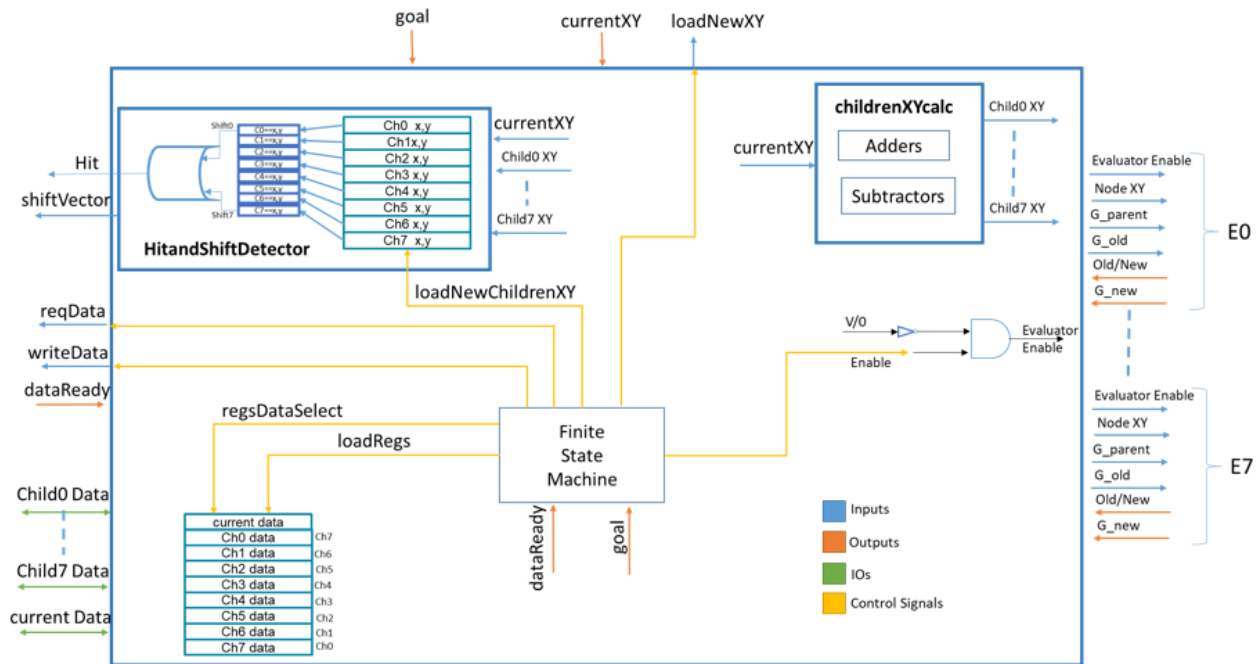 goal
currentXY
loadNewXY
Shift0
C0==x,y
C1==x,y
C2==x,y
C3==x,y
C4==x,y
C5==x,y
C6==x,y
C7==x,y
Shift7
Ch0 x,y
Ch1x,y
Ch2 x,y
Ch3 x,y
Ch4 x,y
Ch5 x,y
Ch6 x,y
Ch7 x,y
HitandShiftDetector
Hit
shiftVector
currentXY
Child0 XY
Child7 XY
currentXY
childrenXYcalc
Adders
Subtractors
Child0 XY
Child7 XY
Evaluator Enable
Node XY
G_parent
G_old
Old/New
G_new
E0
loadNewChildrenXY
reqData
writeData
dataReady
V/O
Enable
Evaluator
Enable
regsDataSelect
loadRegs
Finite
State
Machine
dataReady
goal
Evaluator Enable
Node XY
G_parent
G_old
Old/New
G_new
E7
Child0 Data
Child7 Data
current Data
current data
Ch0 data Ch7
Ch1 data Ch6
Ch2 data Ch5
Ch3 data Ch4
Ch4 data Ch3
Ch5 data Ch2
Ch6 data Ch1
Ch7 data Ch0
Inputs
Outputs
IOs
Control Signals